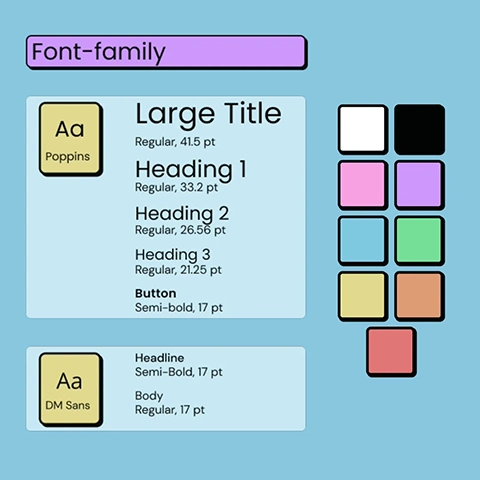 Font-family
Aa
Poppins
Large Title
Regular, 41.5 pt
Heading 1
Regular, 33.2 pt
Heading 2
Regular, 26.56 pt
Heading 3
Regular, 21.25 pt
Button
Semi-bold, 17 pt
Aa
DM Sans
Headline
Semi-Bold, 17 pt
Body
Regular, 17 pt